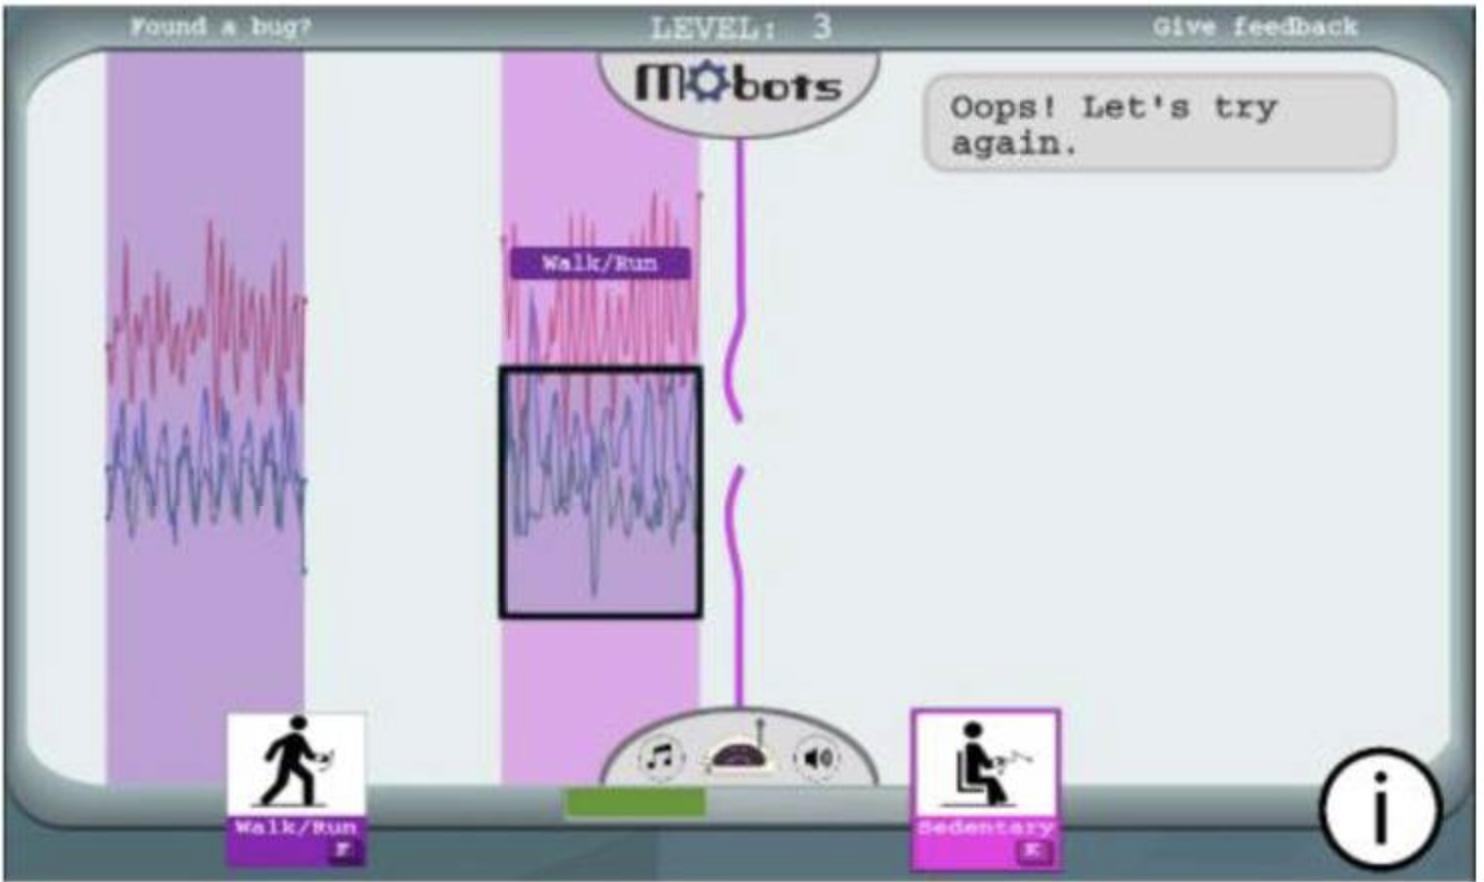 Found a bug?
LEVEL: 3
Give feedback
MObots
Oops! Let's try
again.
Walk/Run
Walk/Run
F
Sedentary
K
i